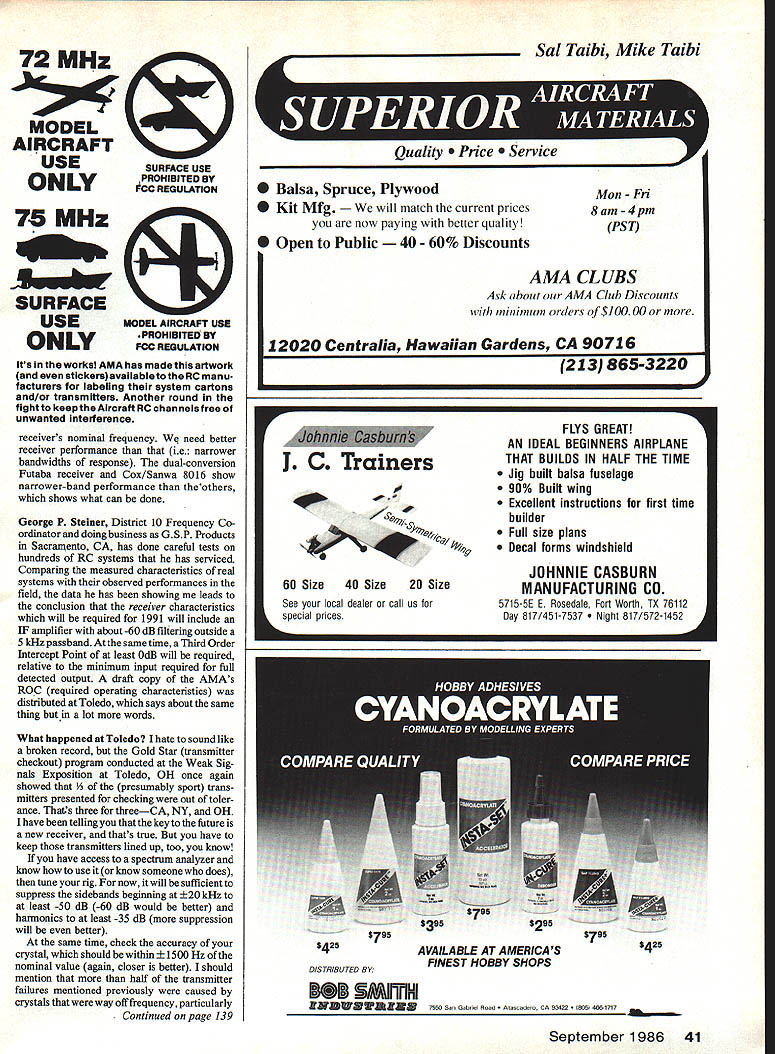 72 MHz
MODEL
AIRCRAFT
USE
ONLY
SURFACE USE
PROHIBITED BY
FCC REGULATION
75 MHz
SURFACE
USE
ONLY
MODEL AIRCRAFT USE
PROHIBITED BY
FCC REGULATION
It's in the works! AMA has made this artwork
(and even stickers) available to the RC manu-
facturers for labeling their system cartons
and/or transmitters. Another round in the
fight to keep the Aircraft RC channels free of
unwanted interference.
receiver's nominal frequency. We need better
receiver performance than that (i.e.: narrower
bandwidths of response). The dual-conversion
Futaba receiver and Cox/Sanwa 8016 show
narrower-band performance than the others,
which shows what can be done.
George P. Steiner, District 10 Frequency Co-
ordinator and doing business as G.S.P. Products
in Sacramento, CA, has done careful tests on
hundreds of RC systems that he has serviced.
Comparing the measured characteristics of real
systems with their observed performances in the
field, the data he has been showing me leads to
the conclusion that the receiver characteristics
which will be required for 1991 will include an
IF amplifier with about -60 dB filtering outside a
5 kHz passband. At the same time, a Third Order
Intercept Point of at least 0dB will be required,
relative to the minimum input required for full
detected output. A draft copy of the AMA's
ROC (required operating characteristics) was
distributed at Toledo, which says about the same
thing but in a lot more words.
What happened at Toledo? I hate to sound like
a broken record, but the Gold Star (transmitter
checkout) program conducted at the Weak Sig-
nals Exposition at Toledo, OH once again
showed that ⅓ of the (presumably sport) trans-
mitters presented for checking were out of toler-
ance. That's three for three—CA, NY, and OH.
I have been telling you that the key to the future is
a new receiver, and that's true. But you have to
keep those transmitters lined up, too, you know!
If you have access to a spectrum analyzer and
know how to use it (or know someone who does),
then tune your rig. For now, it will be sufficient to
suppress the sidebands beginning at ±20 kHz to
at least -50 dB (-60 dB would be better) and
harmonics to at least -35 dB (more suppression
will be even better).
At the same time, check the accuracy of your
crystal, which should be within ±1500 Hz of the
nominal value (again, closer is better). I should
mention that more than half of the transmitter
failures mentioned previously were caused by
crystals that were way off frequency, particularly
Continued on page 139
Sal Taibi, Mike Taibi
SUPERIOR AIRCRAFT
MATERIALS
Quality • Price • Service
● Balsa, Spruce, Plywood
● Kit Mfg. — We will match the current prices
you are now paying with better quality!
● Open to Public — 40 - 60% Discounts
Mon - Fri
8 am - 4 pm
(PST)
AMA CLUBS
Ask about our AMA Club Discounts
with minimum orders of $100.00 or more.
12020 Centralia, Hawaiian Gardens, CA 90716
(213) 865-3220
Johnnie Casburn's
J. C. Trainers
Semi-Symetrical Wing
60 Size 40 Size 20 Size
See your local dealer or call us for
special prices.
FLYS GREAT!
AN IDEAL BEGINNERS AIRPLANE
THAT BUILDS IN HALF THE TIME
• Jig built balsa fuselage
• 90% Built wing
• Excellent instructions for first time
builder
• Full size plans
• Decal forms windshield
JOHNNIE CASBURN
MANUFACTURING CO.
5715-5E E. Rosedale, Fort Worth, TX 76112
Day 817/451-7537 • Night 817/572-1452
HOBBY ADHESIVES
CYANOACRYLATE
FORMULATED BY MODELLING EXPERTS
COMPARE QUALITY
COMPARE PRICE
CYANOACRYLATE
INSTA-SET
ACCELERATOR
INSTA-SET
INSTA-CURE
INSTA-CURE
$4.25
$7.95
$3.95
$7.95
$2.95
$7.95
$4.25
AVAILABLE AT AMERICA'S
FINEST HOBBY SHOPS
DISTRIBUTED BY:
BOB SMITH
INDUSTRIES
7550 San Gabriel Road • Atascadero, CA 93422 • (805) 466-1717
September 1986 41